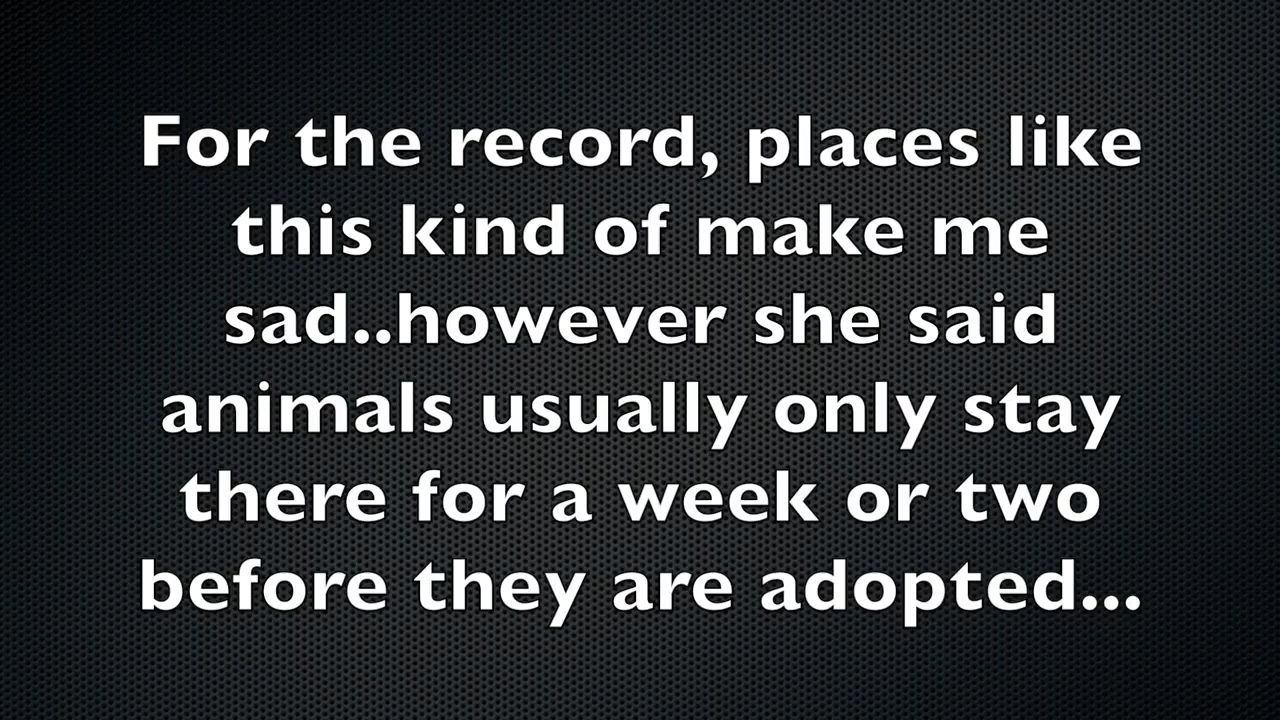 For the record, places like
this kind of make me
sad..however she said
animals usually only stay
there for a week or two
before they are adopted...